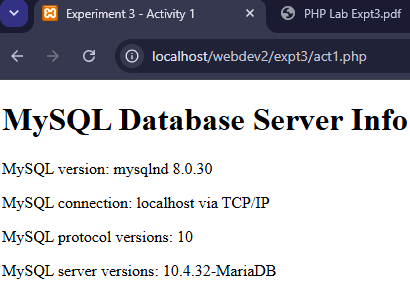 Experiment 3 - Activity 1
PHP Lab Expt3.pdf
localhost/webdev2/expt3/act1.php
MySQL Database Server Info
MySQL version: mysqlnd 8.0.30
MySQL connection: localhost via TCP/IP
MySQL protocol versions: 10
MySQL server versions: 10.4.32-MariaDB